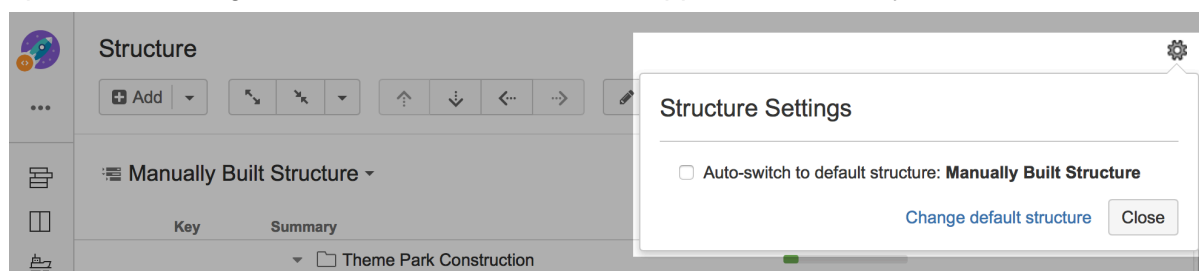 Structure
Add
Structure Settings
Manually Built Structure
Auto-switch to default structure: Manually Built Structure
Change default structure
Close
Key Summary
Theme Park Construction